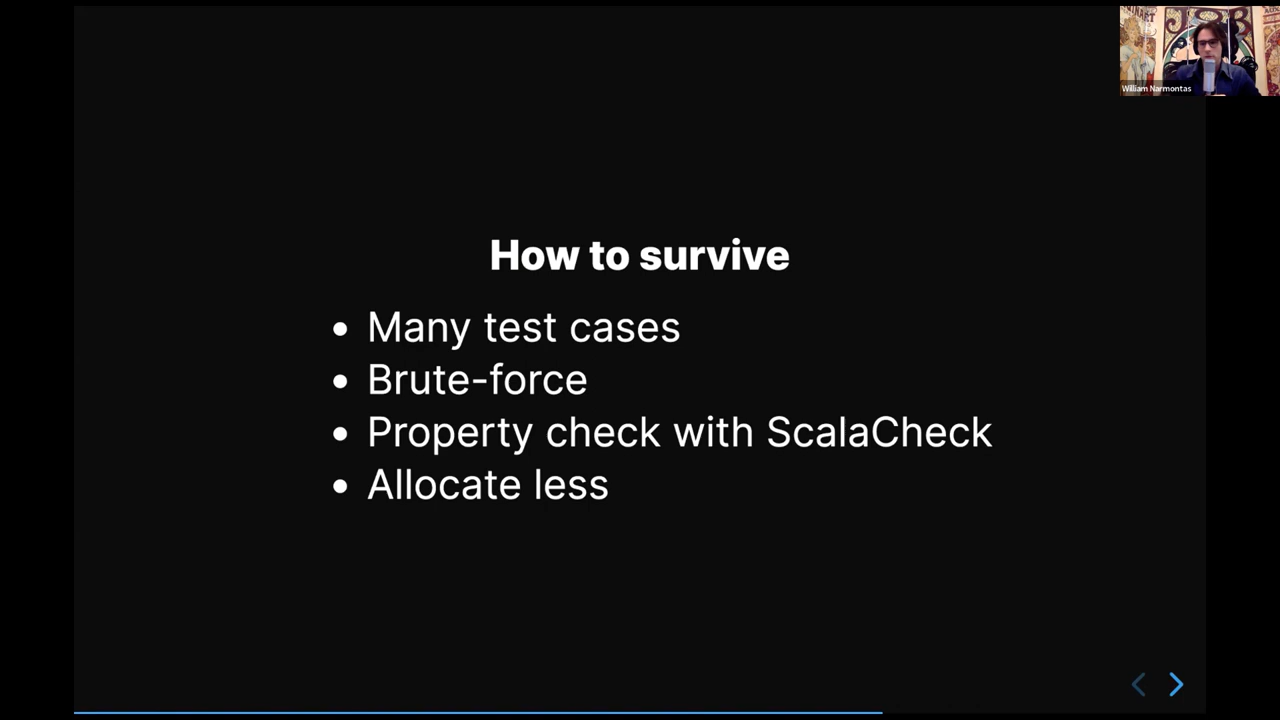 William Narmontas
How to survive
• Many test cases
• Brute-force
• Property check with ScalaCheck
• Allocate less